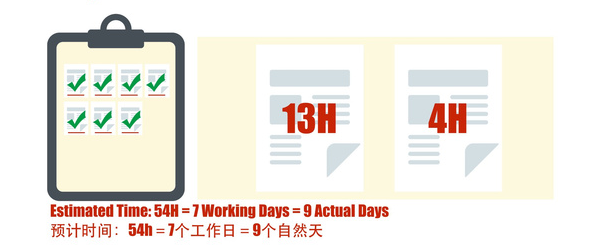 13H
4H
Estimated Time: 54H = 7 Working Days = 9 Actual Days
预计时间：54h = 7个工作日 = 9个自然天